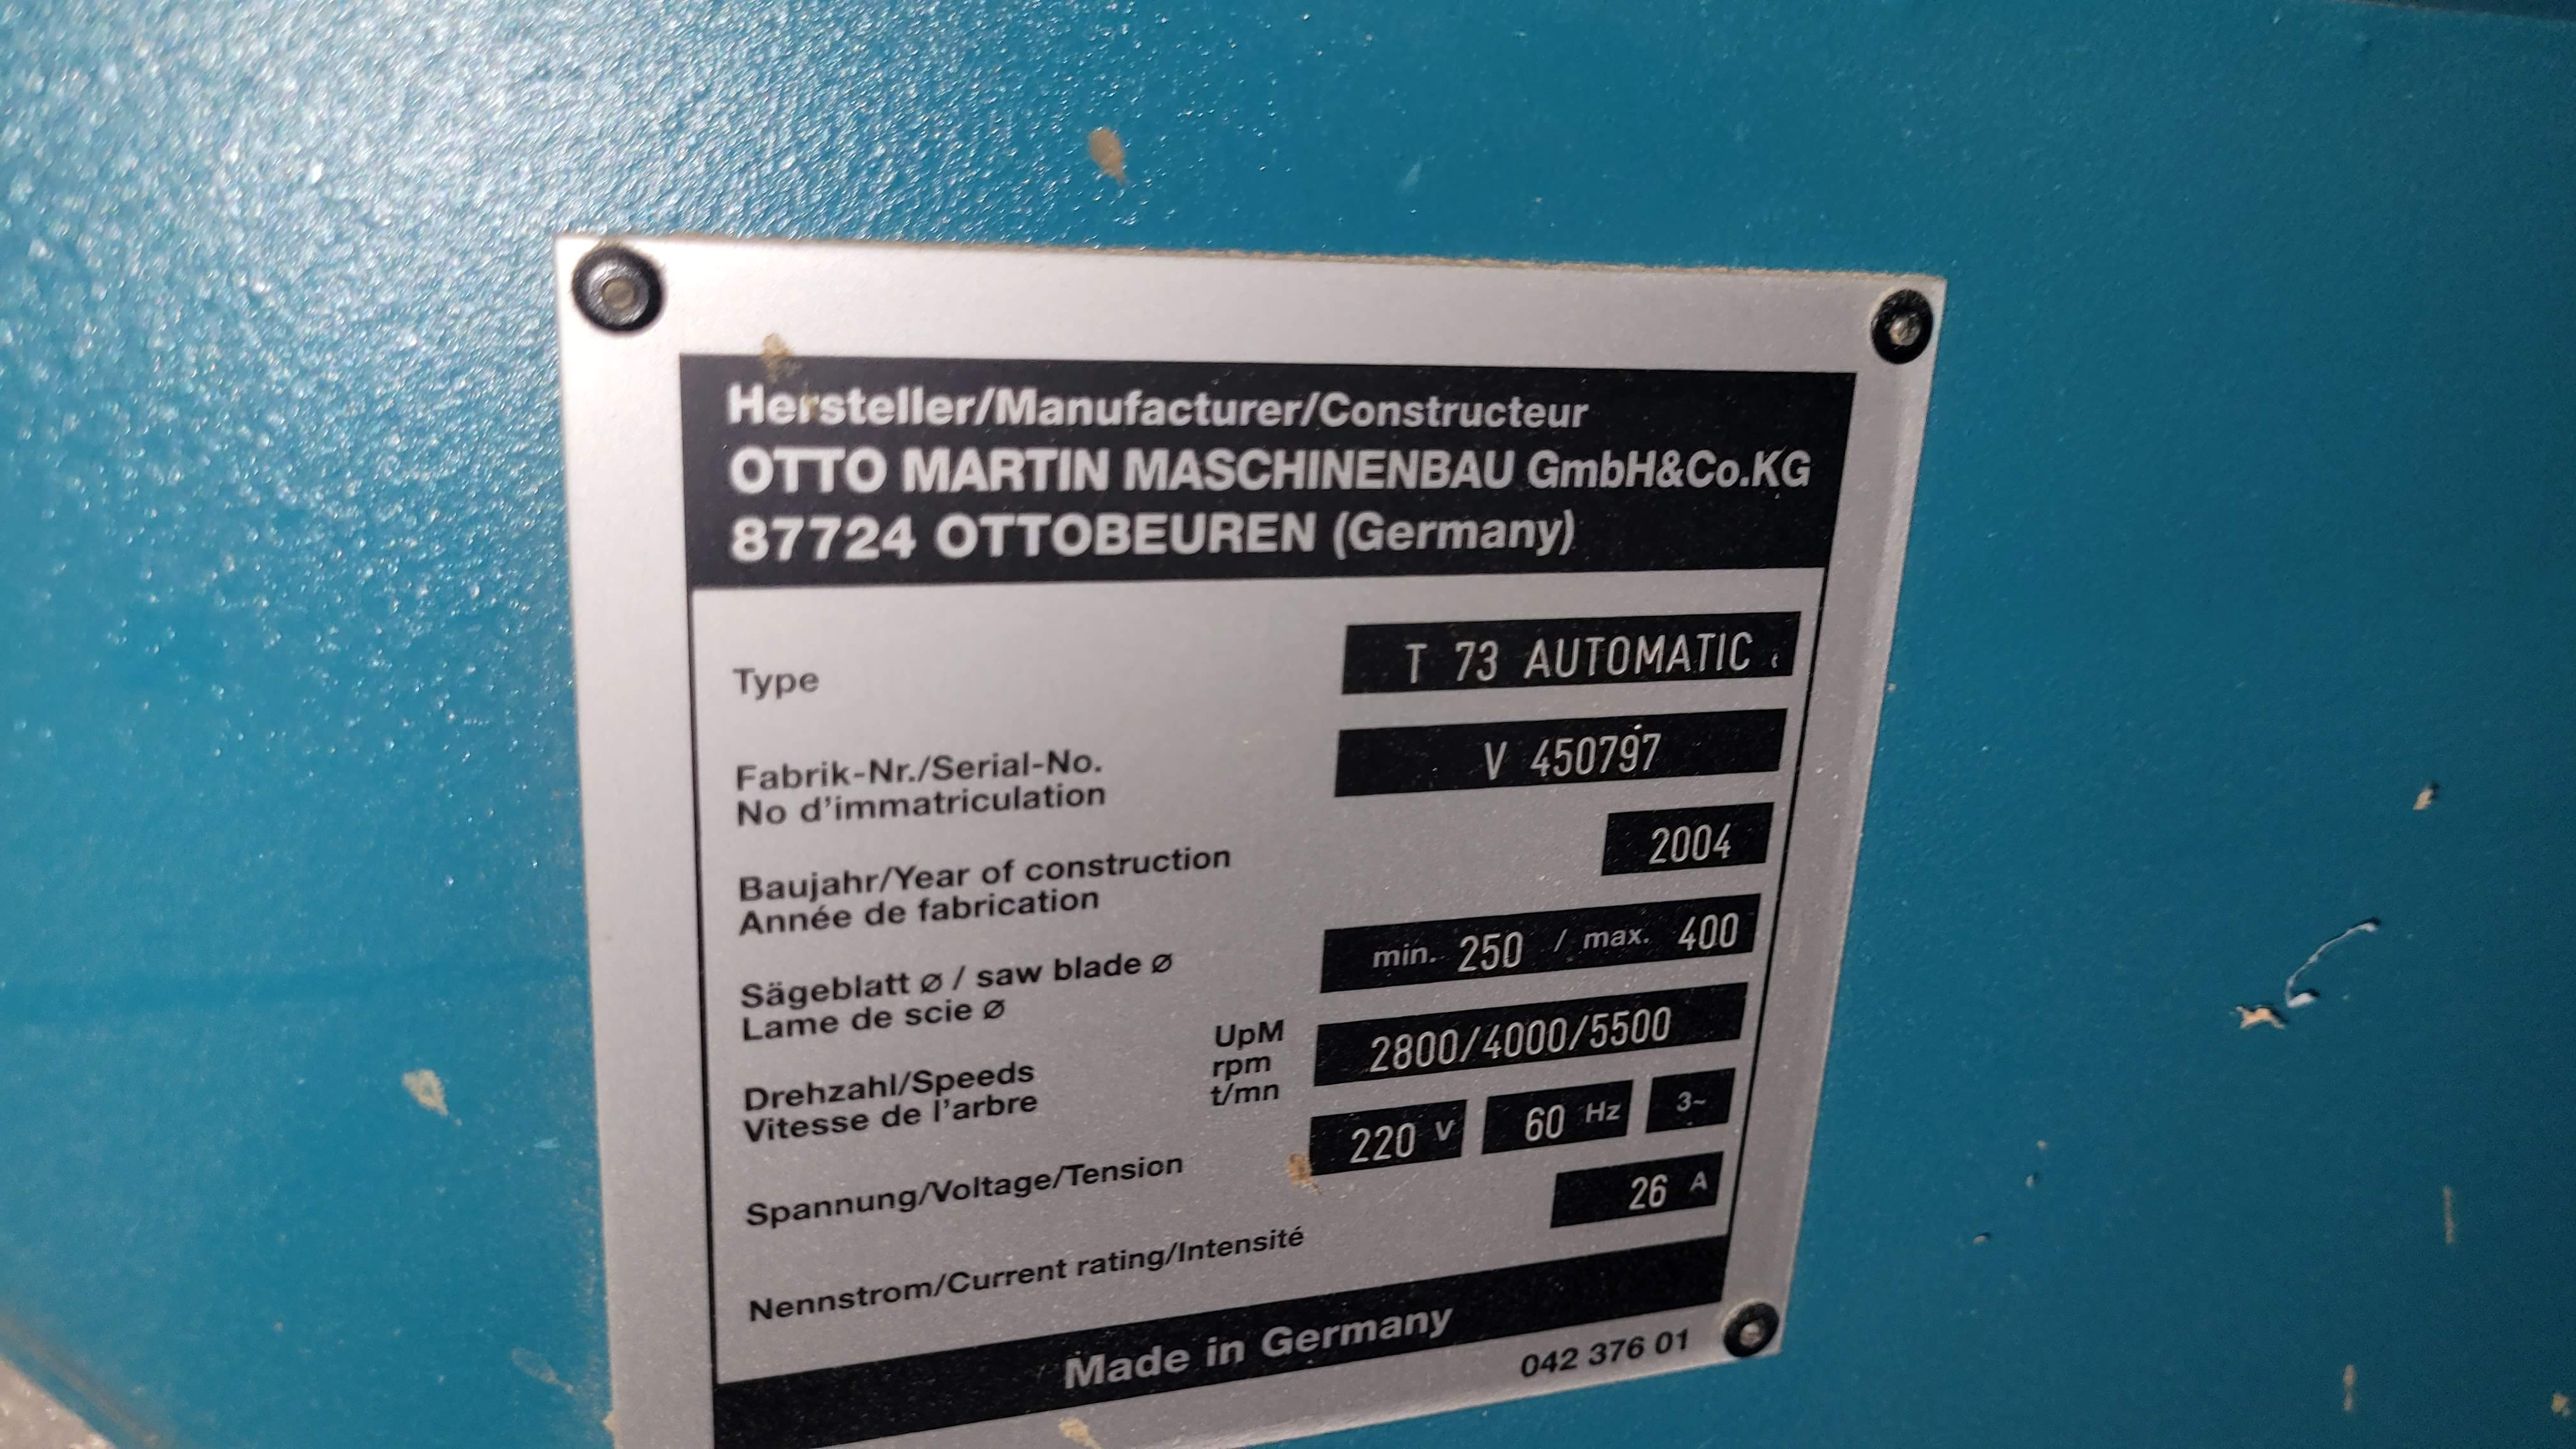 Hersteller/Manufacturer/Constructeur
OTTO MARTIN MASCHINENBAU GmbH&Co.KG
87724 OTTOBEUREN (Germany)
Type T 73 AUTOMATIC
Fabrik-Nr./Serial-No. V 450797
No d'immatriculation
Baujahr/Year of construction 2004
Année de fabrication
Sägeblatt ø / saw blade ø min. 250 / max. 400
Lame de scie ø
Drehzahl/Speeds UpM 2800/4000/5500
Vitesse de l'arbre rpm
t/mn
Spannung/Voltage/Tension 220 V 60 Hz 3~
Nennstrom/Current rating/Intensité 26 A
Made in Germany
042 376 01